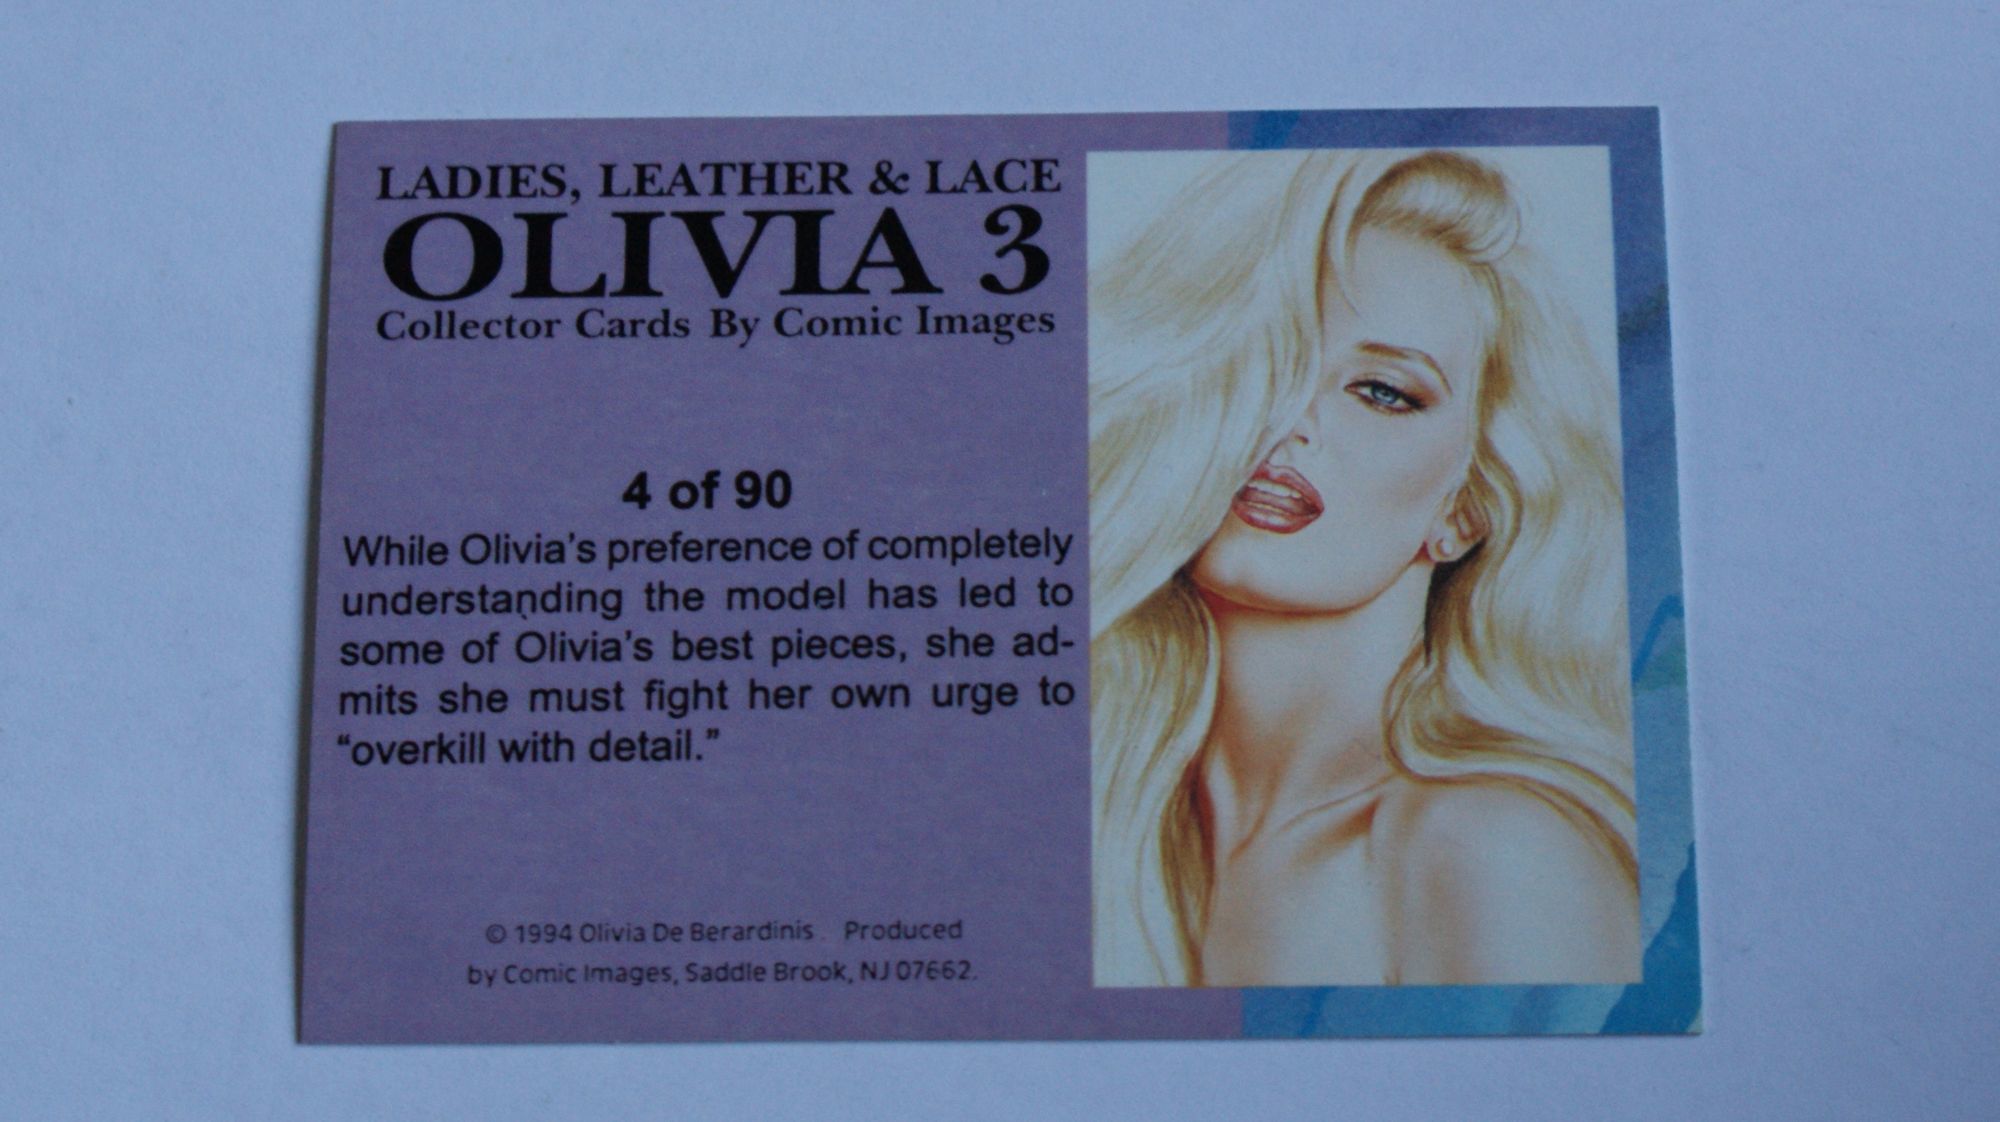 LADIES, LEATHER & LACE
OLIVIA 3
Collector Cards By Comic Images
4 of 90
While Olivia's preference of completely
understanding the model has led to
some of Olivia's best pieces, she ad-
mits she must fight her own urge to
“overkill with detail.”
© 1994 Olivia De Berardinis. Produced
by Comic Images, Saddle Brook, NJ 07662.